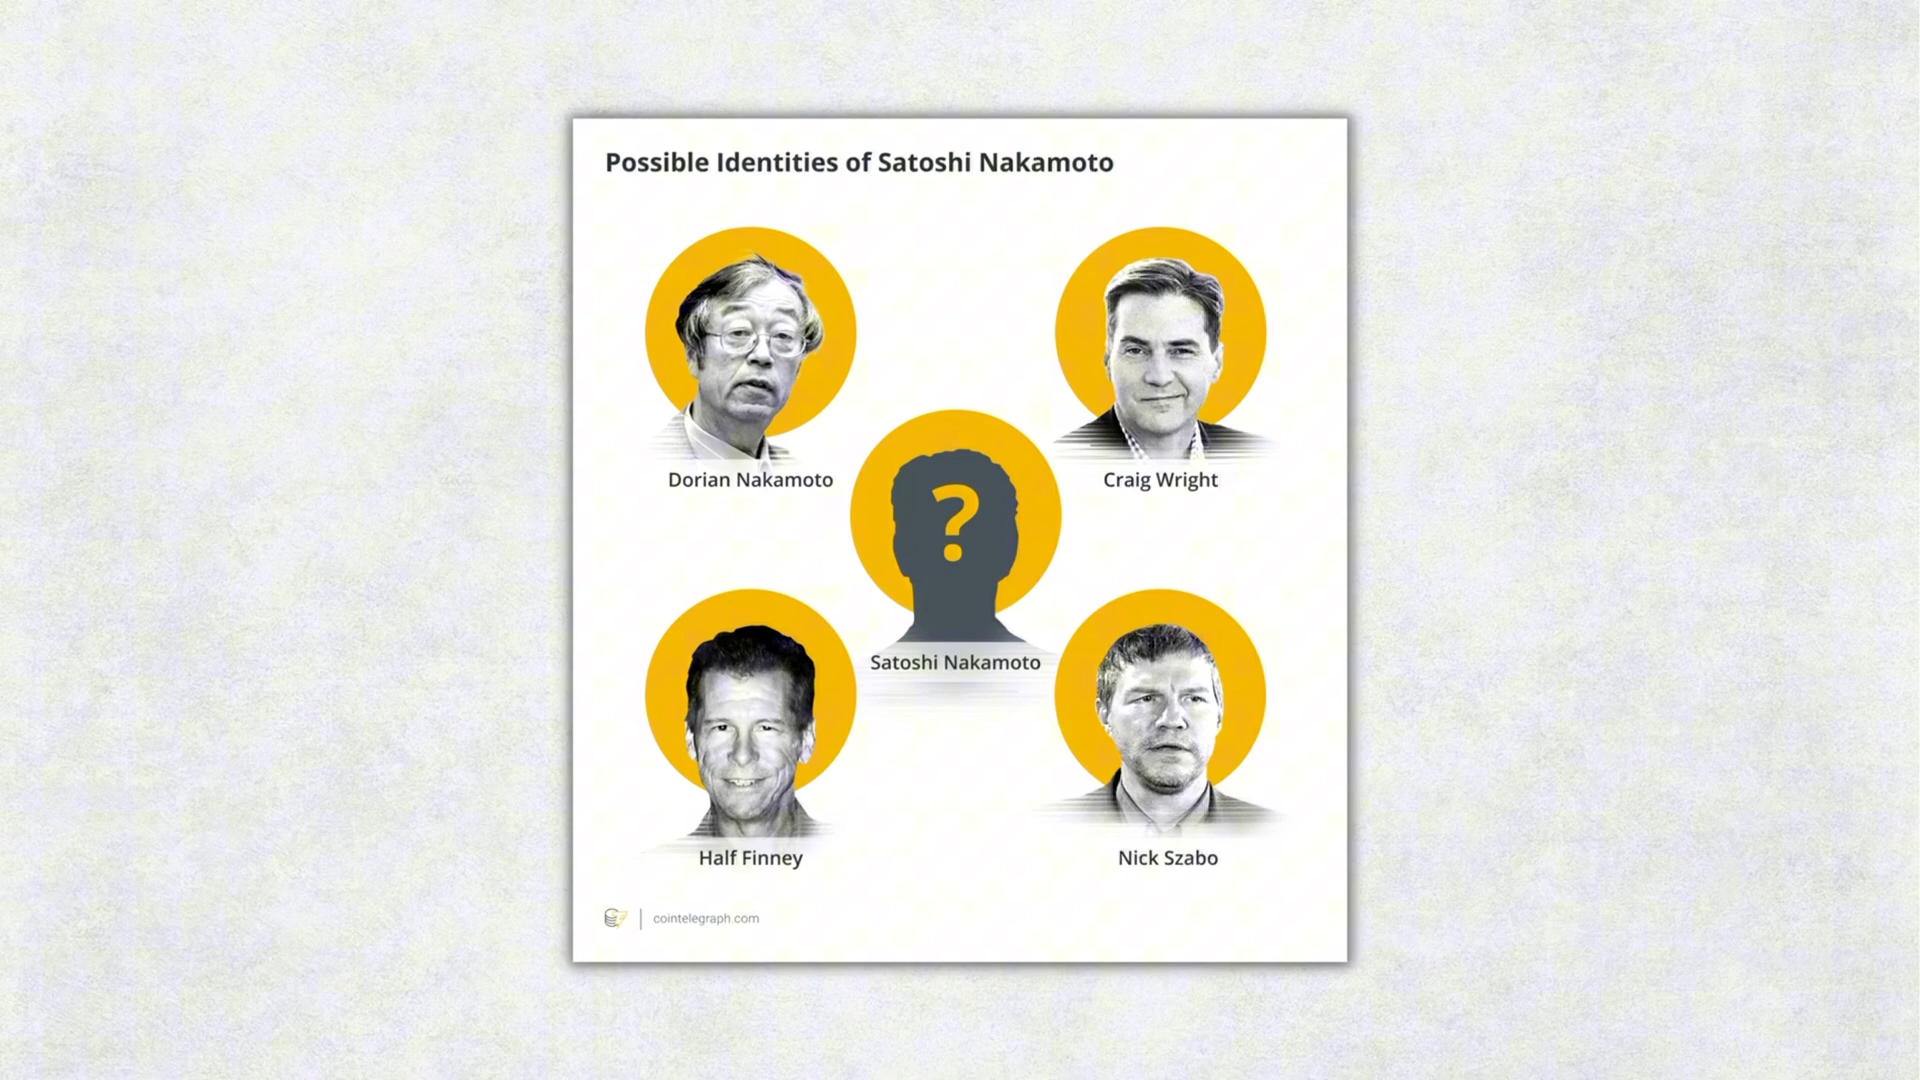 Possible Identities of Satoshi Nakamoto
Dorian Nakamoto
Craig Wright
Satoshi Nakamoto
Half Finney
Nick Szabo
cointelegraph.com